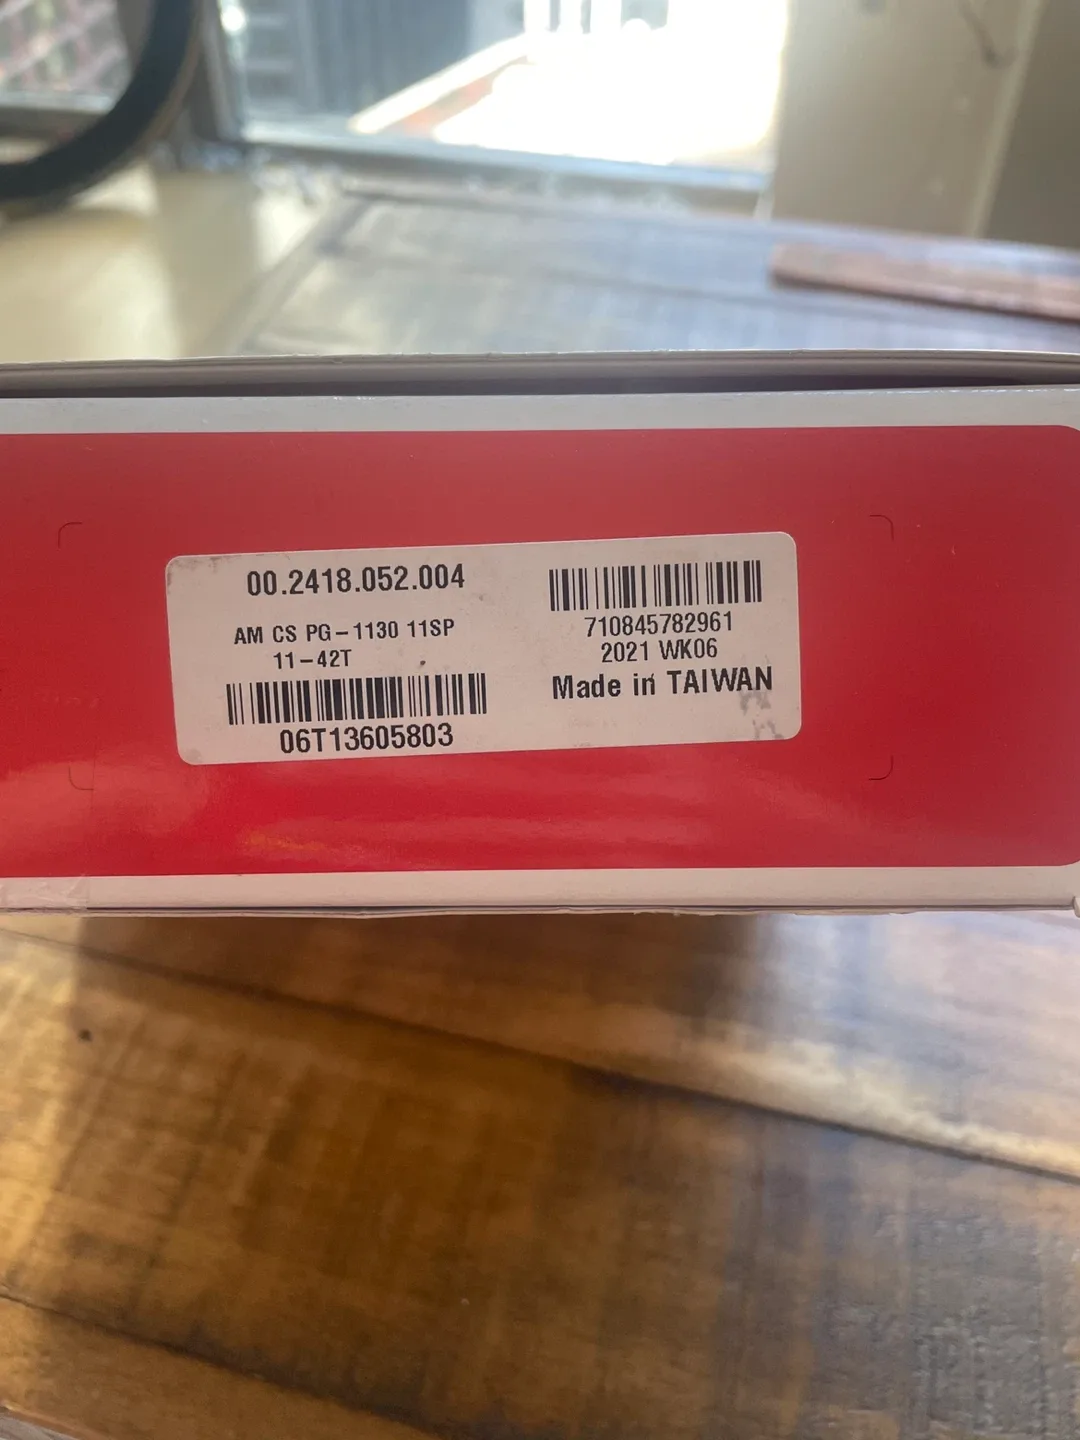 00.2418.052.004
AM CS PG-1130 11SP
11-42T
06T13605803
710845782961
2021 WK06
Made in TAIWAN